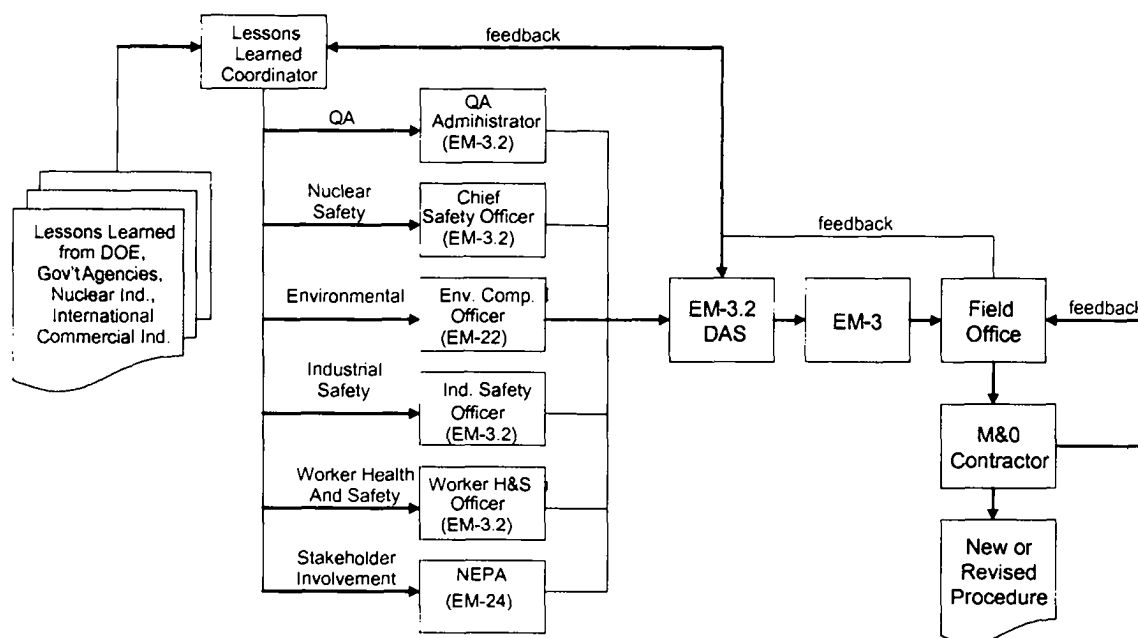 Lessons
Learned
Coordinator
feedback
QA
QA
Administrator
(EM-3.2)
Nuclear
Safety
Chief
Safety Officer
(EM-3.2)
Lessons Learned
from DOE,
Gov't Agencies,
Nuclear Ind.,
International
Commercial Ind.
Environmental
Env. Comp.
Officer
(EM-22)
Industrial
Safety
Ind. Safety
Officer
(EM-3.2)
Worker Health
And Safety
Worker H&S
Officer
(EM-3.2)
Stakeholder
Involvement
NEPA
(EM-24)
feedback
EM-3.2
DAS
EM-3
Field
Office
feedback
M&0
Contractor
New or
Revised
Procedure